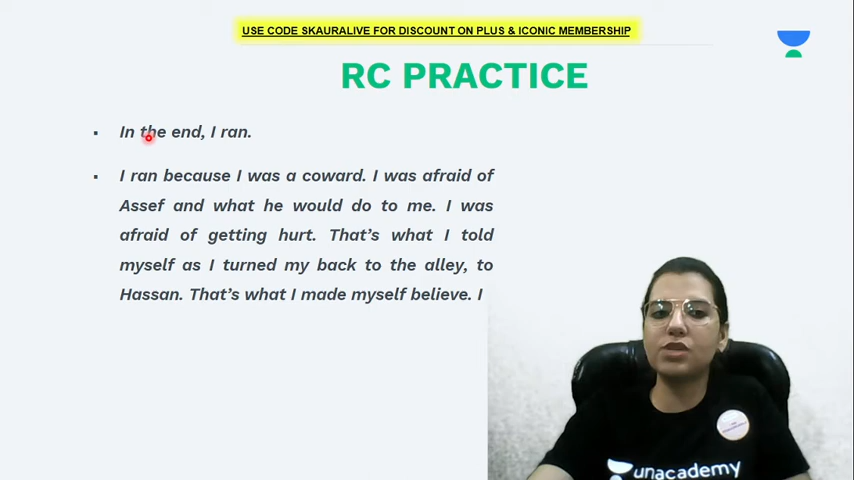 USE CODE SKAURALIVE FOR DISCOUNT ON PLUS & ICONIC MEMBERSHIP
RC PRACTICE
▪ In the end, I ran.
▪ I ran because I was a coward. I was afraid of
Assef and what he would do to me. I was
afraid of getting hurt. That's what I told
myself as I turned my back to the alley, to
Hassan. That's what I made myself believe. I
unacademy